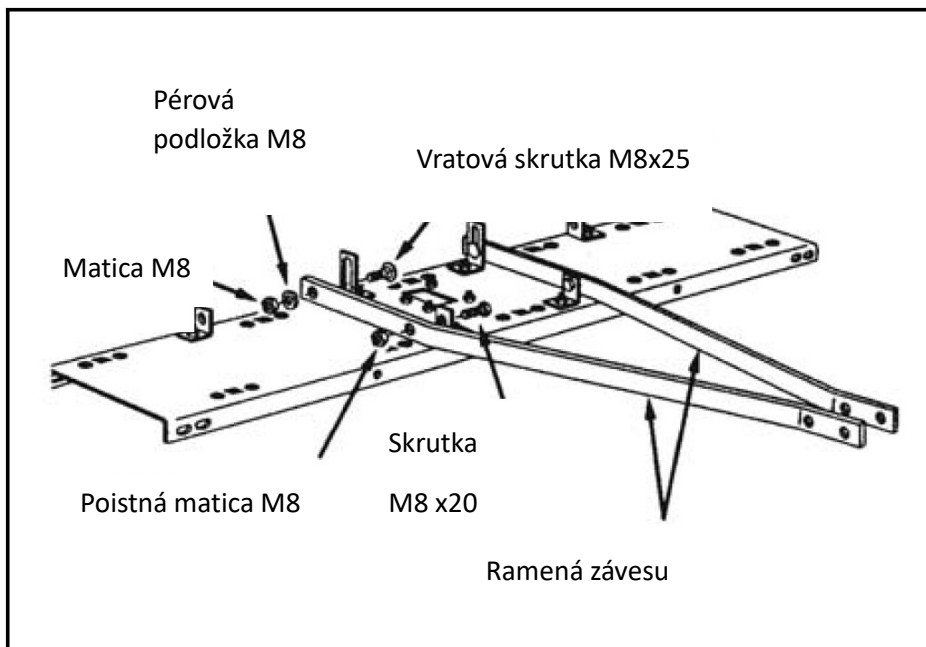 Pérová
podložka M8
Vratová skrutka M8x25
Matica M8
Skrutka
M8 x20
Poistná matica M8
Ramená závesu